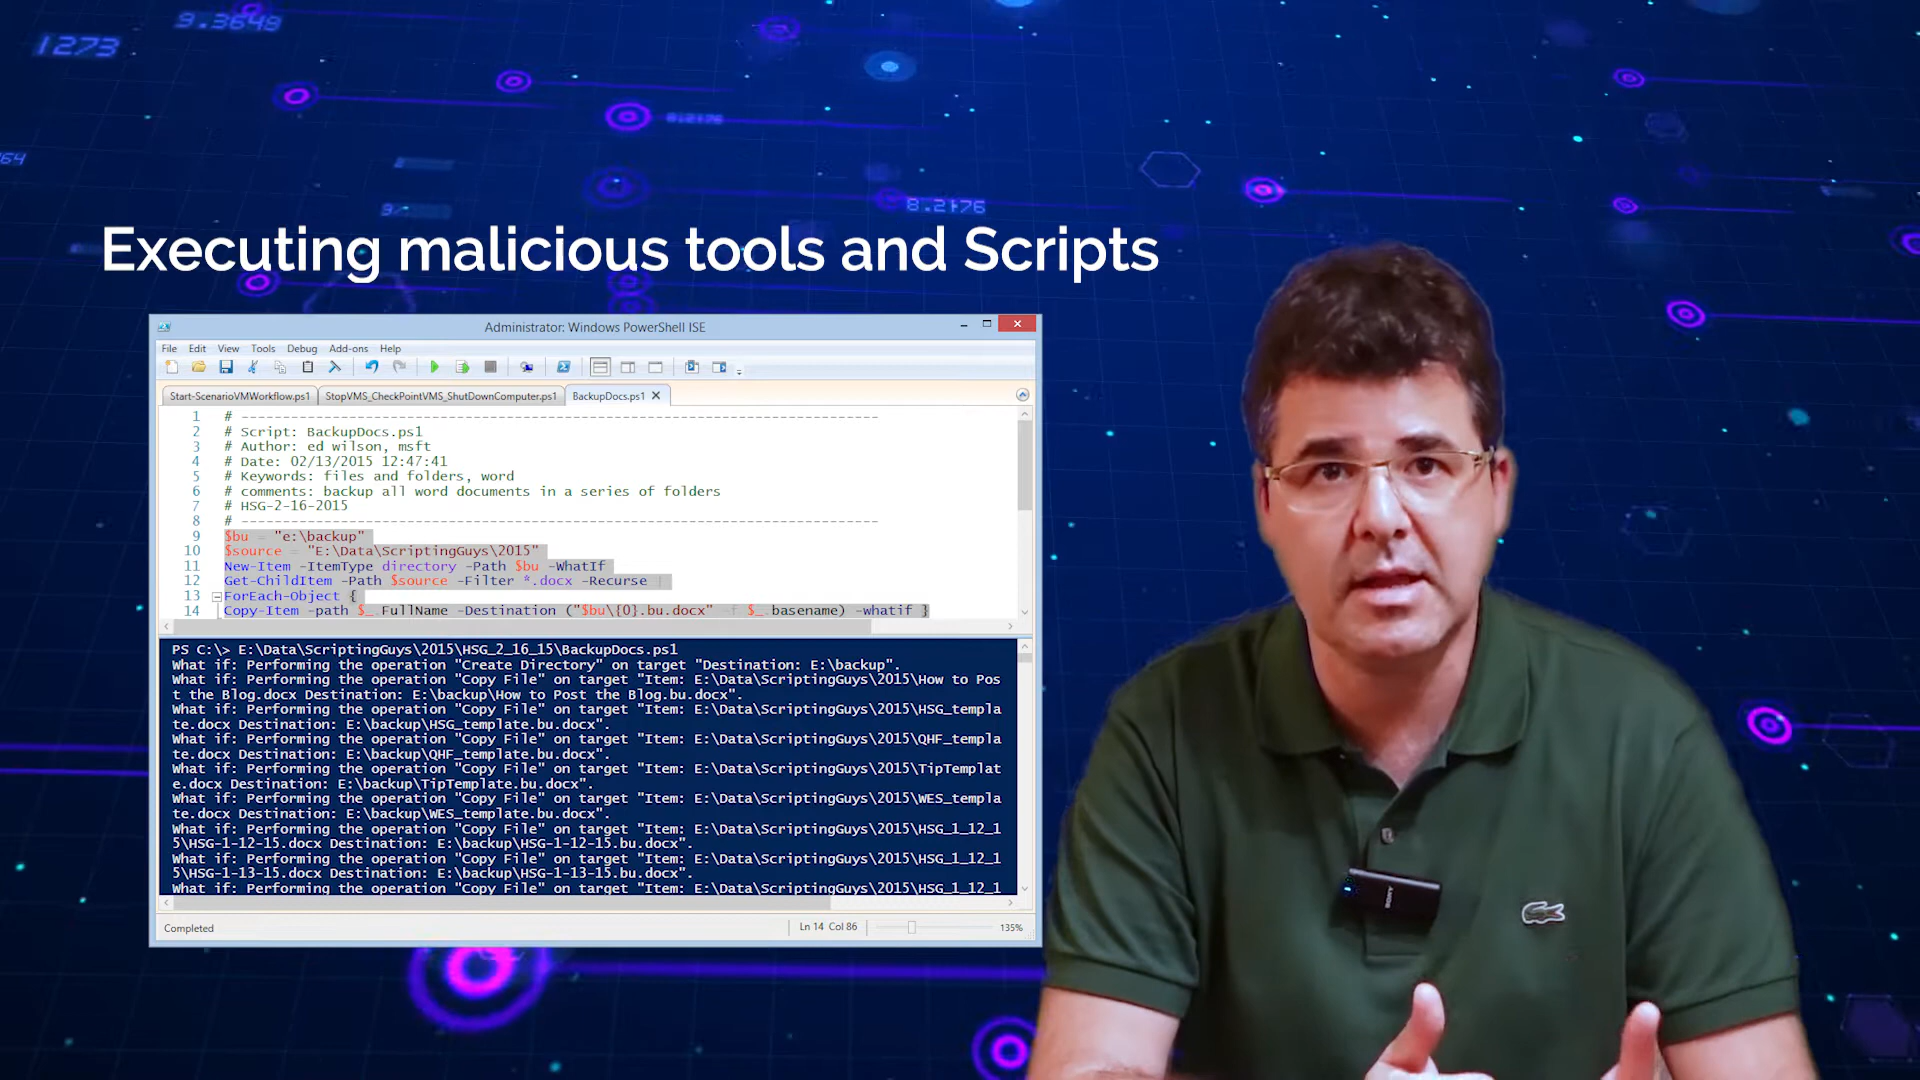 9.3649
1273
8.2176
Executing malicious tools and Scripts
Administrator: Windows PowerShell ISE
File Edit View Tools Debug Add-ons Help
Start-ScenarioVMWorkflow.ps1 StopVMS_CheckPointVMS_ShutDownComputer.ps1 BackupDocs.ps1
1 # -----------------------------------------------------------------------------
2 # Script: BackupDocs.ps1
3 # Author: ed wilson, msft
4 # Date: 02/13/2015 12:47:41
5 # Keywords: files and folders, word
6 # comments: backup all word documents in a series of folders
7 # HSG-2-16-2015
8 # -----------------------------------------------------------------------------
9 $bu = "e:\backup"
10 $source = "E:\Data\ScriptingGuys\2015"
11 New-Item -ItemType directory -Path $bu -WhatIf
12 Get-ChildItem -Path $source -Filter *.docx -Recurse |
13 ForEach-Object {
14 Copy-Item -path $_.FullName -Destination ("$bu\{0}.bu.docx" -f $_.basename) -whatif }
PS C:\> E:\Data\ScriptingGuys\2015\HSG_2_16_15\BackupDocs.ps1
What if: Performing the operation "Create Directory" on target "Destination: E:\backup".
What if: Performing the operation "Copy File" on target "Item: E:\Data\ScriptingGuys\2015\How to Pos
t the Blog.docx Destination: E:\backup\How to Post the Blog.bu.docx".
What if: Performing the operation "Copy File" on target "Item: E:\Data\ScriptingGuys\2015\HSG_templa
te.docx Destination: E:\backup\HSG_template.bu.docx".
What if: Performing the operation "Copy File" on target "Item: E:\Data\ScriptingGuys\2015\QHF_templa
te.docx Destination: E:\backup\QHF_template.bu.docx".
What if: Performing the operation "Copy File" on target "Item: E:\Data\ScriptingGuys\2015\TipTemplat
e.docx Destination: E:\backup\TipTemplate.bu.docx".
What if: Performing the operation "Copy File" on target "Item: E:\Data\ScriptingGuys\2015\WES_templa
te.docx Destination: E:\backup\WES_template.bu.docx".
What if: Performing the operation "Copy File" on target "Item: E:\Data\ScriptingGuys\2015\HSG_1_12_1
5\HSG-1-12-15.docx Destination: E:\backup\HSG-1-12-15.bu.docx".
What if: Performing the operation "Copy File" on target "Item: E:\Data\ScriptingGuys\2015\HSG_1_12_1
5\HSG-1-13-15.docx Destination: E:\backup\HSG-1-13-15.bu.docx".
What if: Performing the operation "Copy File" on target "Item: E:\Data\ScriptingGuys\2015\HSG_1_12_1
Completed
Ln 14 Col 86
135%
SONY